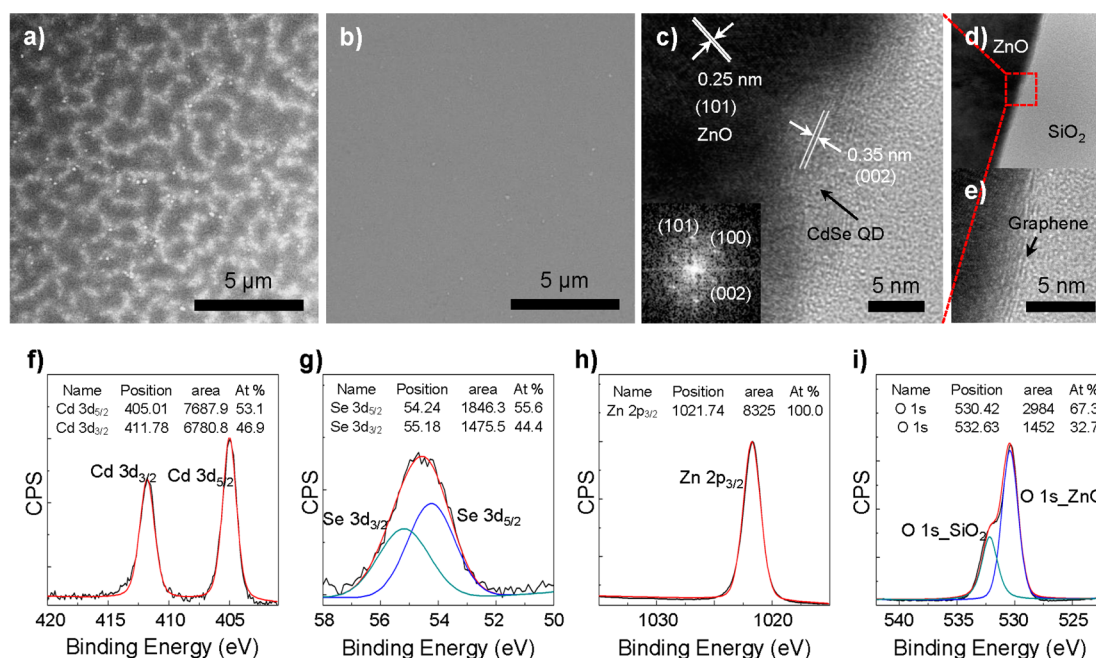 a)
5 µm
b)
5 µm
c)
0.25 nm
(101)
ZnO
0.35 nm
(002)
CdSe QD
(101)
(100)
(002)
5 nm
d)
ZnO
SiO₂
e)
Graphene
5 nm
f)
Name Position area At %
Cd 3d₅/₂ 405.01 7687.9 53.1
Cd 3d₃/₂ 411.78 6780.8 46.9
Cd 3d₃/₂
Cd 3d₅/₂
CPS
420 415 410 405
Binding Energy (eV)
g)
Name Position area At %
Se 3d₅/₂ 54.24 1846.3 55.6
Se 3d₃/₂ 55.18 1475.5 44.4
Se 3d₃/₂
Se 3d₅/₂
CPS
58 56 54 52 50
Binding Energy (eV)
h)
Name Position area At %
Zn 2p₃/₂ 1021.74 8325 100.0
Zn 2p₃/₂
CPS
1030 1020
Binding Energy (eV)
i)
Name Position area At %
O 1s 530.42 2984 67.3
O 1s 532.63 1452 32.7
O 1s_SiO₂
O 1s_ZnO
CPS
540 535 530 525
Binding Energy (eV)